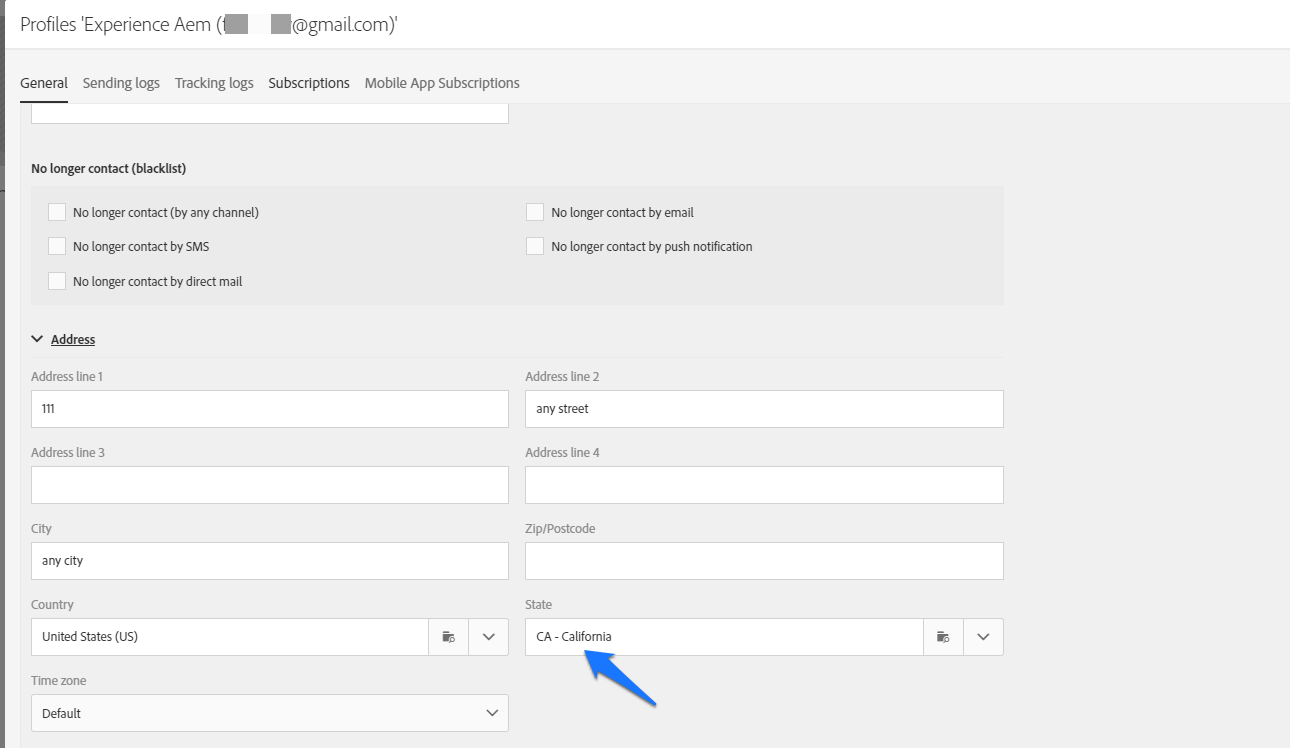 Profiles 'Experience Aem ( @gmail.com)'
General Sending logs Tracking logs Subscriptions Mobile App Subscriptions
No longer contact (blacklist)
No longer contact (by any channel) No longer contact by email
No longer contact by SMS No longer contact by push notification
No longer contact by direct mail
Address
Address line 1 Address line 2
111 any street
Address line 3 Address line 4
City Zip/Postcode
any city
Country State
United States (US) CA - California
Time zone
Default